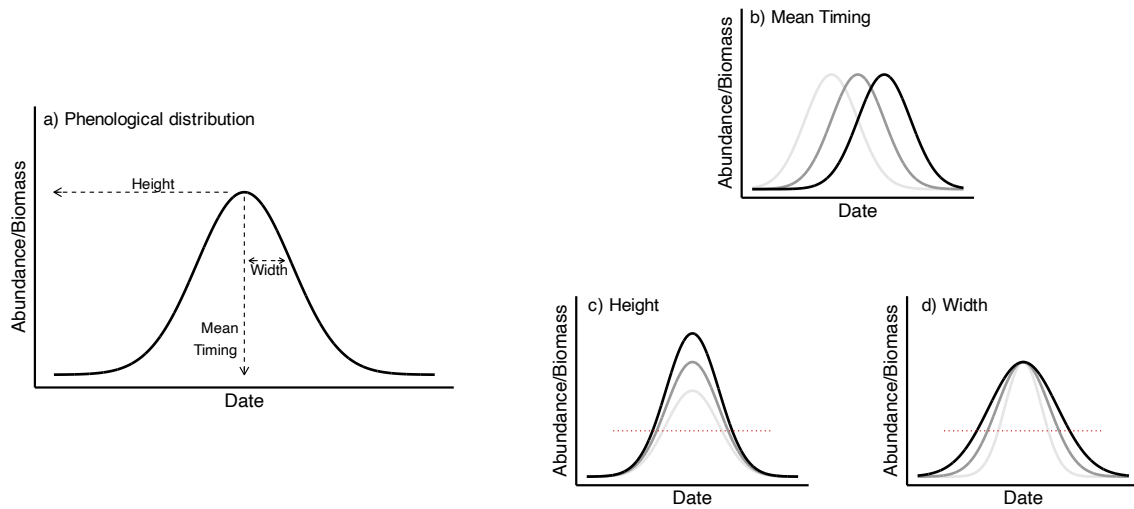 a) Phenological distribution
Abundance/Biomass
Height
Width
Mean
Timing
Date
b) Mean Timing
Abundance/Biomass
Date
c) Height
Abundance/Biomass
Date
d) Width
Abundance/Biomass
Date